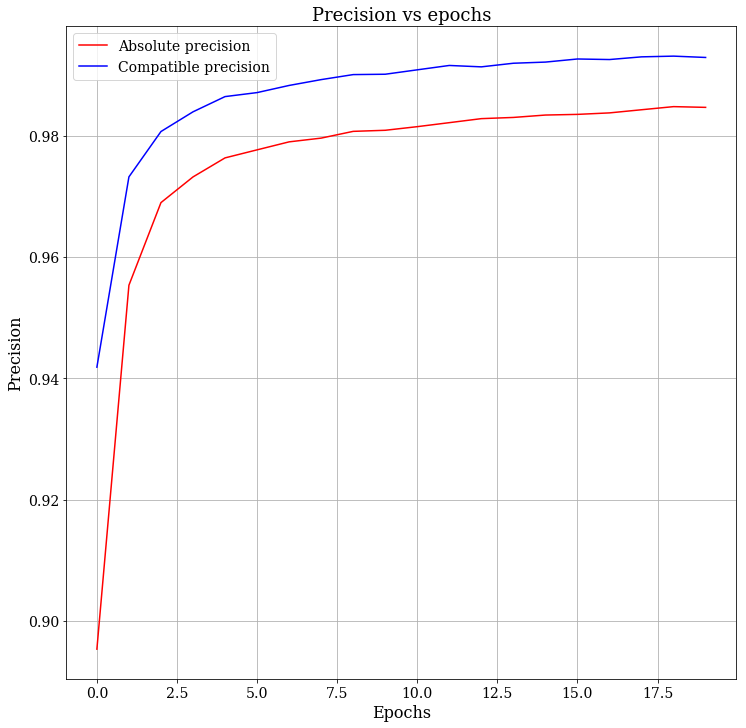 Precision vs epochs
Absolute precision
Compatible precision
Precision
0.98
0.96
0.94
0.92
0.90
0.0 2.5 5.0 7.5 10.0 12.5 15.0 17.5
Epochs